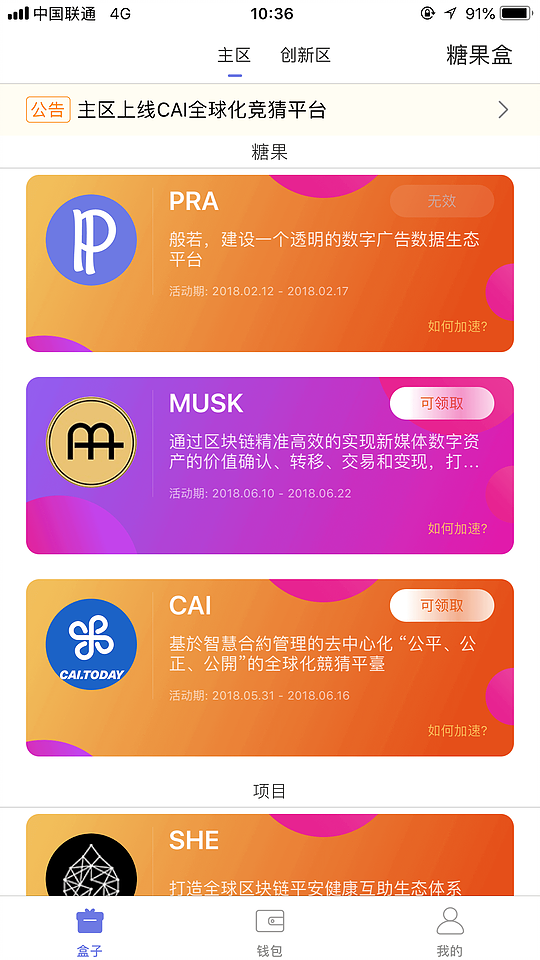 中国联通 4G 10:36 91%
主区 创新区 糖果盒
公告 主区上线CAI全球化竞猜平台
糖果
PRA 无效
般若，建设一个透明的数字广告数据生态
平台
活动期: 2018.02.12 - 2018.02.17
如何加速?
MUSK 可领取
通过区块链精准高效的实现新媒体数字资
产的价值确认、转移、交易和变现，打...
活动期: 2018.06.10 - 2018.06.22
如何加速?
CAI 可领取
CAI.TODAY
基於智慧合約管理的去中心化 “公平、公
正、公開”的全球化競猜平臺
活动期: 2018.05.31 - 2018.06.16
如何加速?
项目
SHE
打造全球区块链平安健康互助生态体系
盒子 钱包 我的